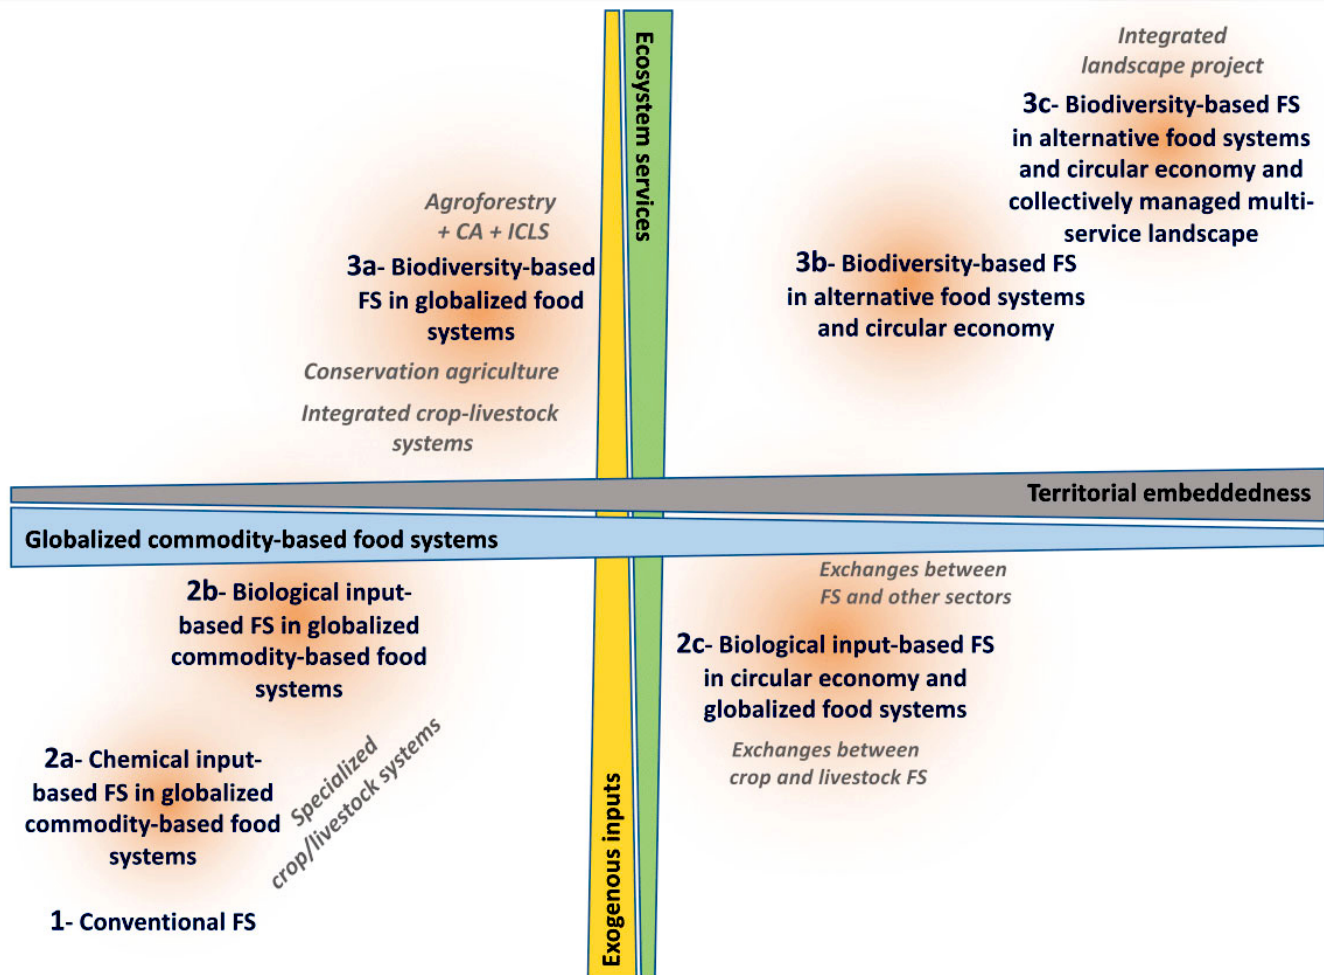 Ecosystem services
Integrated
landscape project
3c- Biodiversity-based FS
in alternative food systems
and circular economy and
collectively managed multi-
service landscape
Agroforestry
+ CA + ICLS
3a- Biodiversity-based
FS in globalized food
systems
Conservation agriculture
Integrated crop-livestock
systems
3b- Biodiversity-based FS
in alternative food systems
and circular economy
Territorial embeddedness
Globalized commodity-based food systems
2b- Biological input-
based FS in globalized
commodity-based food
systems
Exchanges between
FS and other sectors
2c- Biological input-based FS
in circular economy and
globalized food systems
Exchanges between
crop and livestock FS
2a- Chemical input-
based FS in globalized
commodity-based food
systems
Specialized
crop/livestock systems
Exogenous inputs
1- Conventional FS